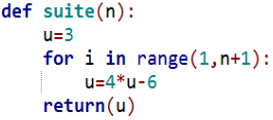 def suite(n):
    u=3
    for i in range(1,n+1):
        u=4*u-6
    return(u)